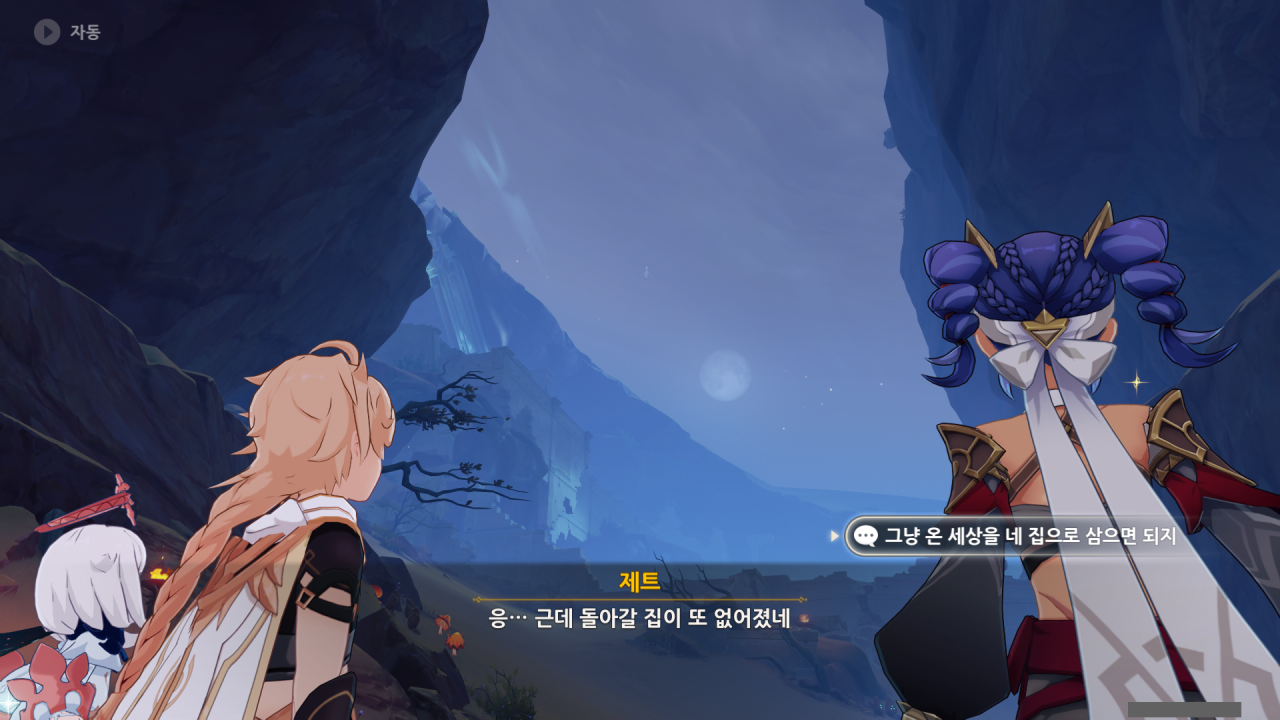 자동
그냥 온 세상을 네 집으로 삼으면 되지
제트
응… 근데 돌아갈 집이 또 없어졌네